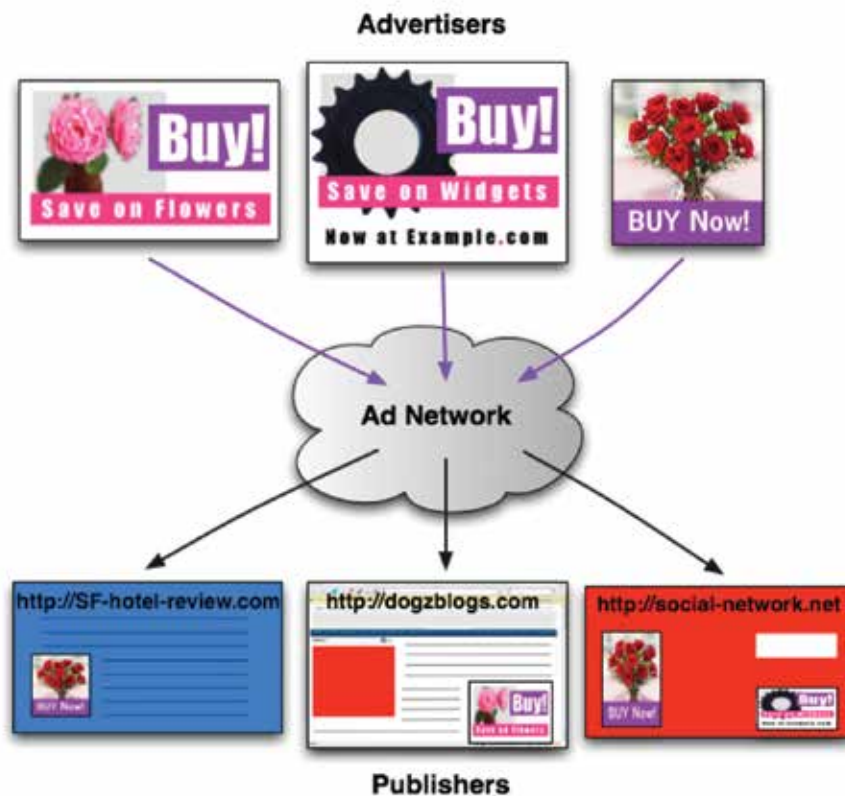 Advertisers
Buy!
Save on Flowers
Buy!
Save on Widgets
Now at Example.com
BUY Now!
Ad Network
http://SF-hotel-review.com
BUY Now!
http://dogzblogs.com
Buy!
Save on Flowers
http://social-network.net
BUY Now!
Buy!
Publishers